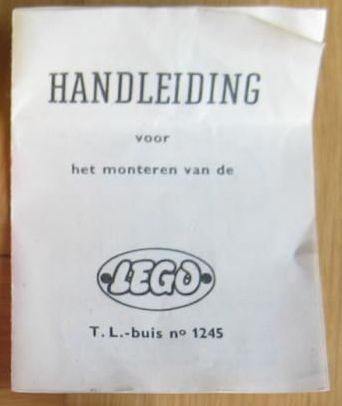 HANDLEIDING
voor
het monteren van de
LEGO
T. L.-buis nº 1245